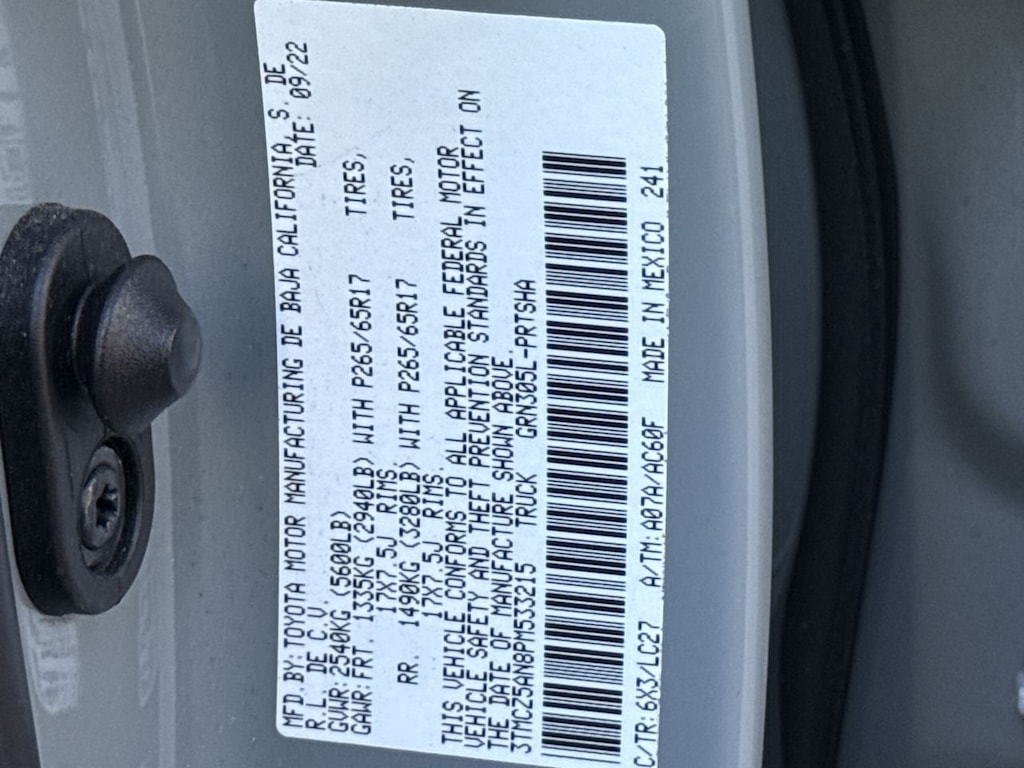 MFD.BY:TOYOTA MOTOR MANUFACTURING DE BAJA CALIFORNIA, S. DE
R.L. DE C.V. DATE: 09/22
GVWR:2540KG (5600LB)
GAWR:FRT. 1335KG (2940LB) WITH P265/65R17 TIRES,
17X7.5J RIMS.
RR. 1490KG (3280LB) WITH P265/65R17 TIRES,
17X7.5J RIMS.
THIS VEHICLE CONFORMS TO ALL APPLICABLE FEDERAL MOTOR
VEHICLE SAFETY AND THEFT PREVENTION STANDARDS IN EFFECT ON
THE DATE OF MANUFACTURE SHOWN ABOVE.
3TMCZ5AN8PM533215 TRUCK GRN305L-PRTSHA
C/TR:6X3/LC27 A/TM:A07A/AC60F MADE IN MEXICO 241